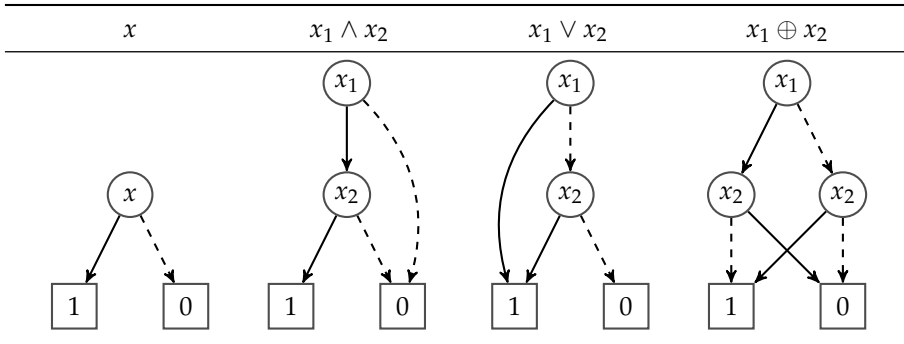 x x₁ ∧ x₂ x₁ ∨ x₂ x₁ ⊕ x₂
x₁ x₁ x₁
x x₂ x₂ x₂ x₂
1 0 1 0 1 0 1 0